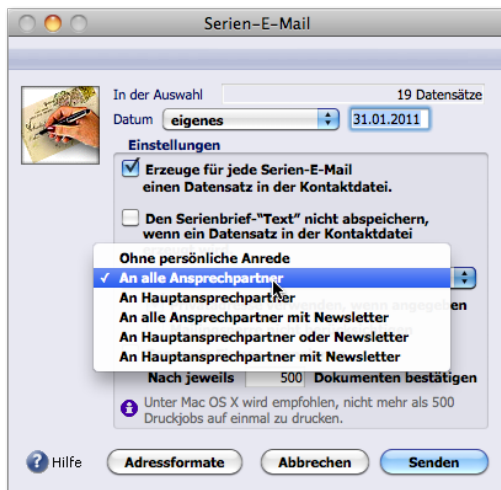 Serien-E-Mail
In der Auswahl 19 Datensätze
Datum eigenes 31.01.2011
Einstellungen
Erzeuge für jede Serien-E-Mail
einen Datensatz in der Kontaktdatei.
Den Serienbrief-"Text" nicht abspeichern,
wenn ein Datensatz in der Kontaktdatei
Ohne persönliche Anrede
✓ An alle Ansprechpartner
An Hauptansprechpartner
An alle Ansprechpartner mit Newsletter
An Hauptansprechpartner oder Newsletter
An Hauptansprechpartner mit Newsletter
Nach jeweils 500 Dokumenten bestätigen
Unter Mac OS X wird empfohlen, nicht mehr als 500
Druckjobs auf einmal zu drucken.
? Hilfe Adressformate Abbrechen Senden